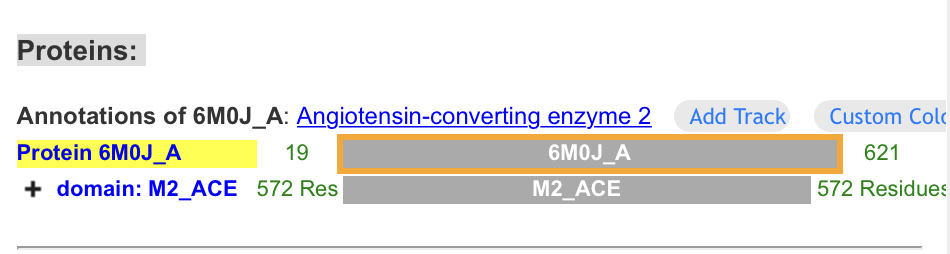 Proteins:
Annotations of 6M0J_A: Angiotensin-converting enzyme 2 Add Track Custom Colo
Protein 6M0J_A 19 6M0J_A 621
+ domain: M2_ACE 572 Res M2_ACE 572 Residues